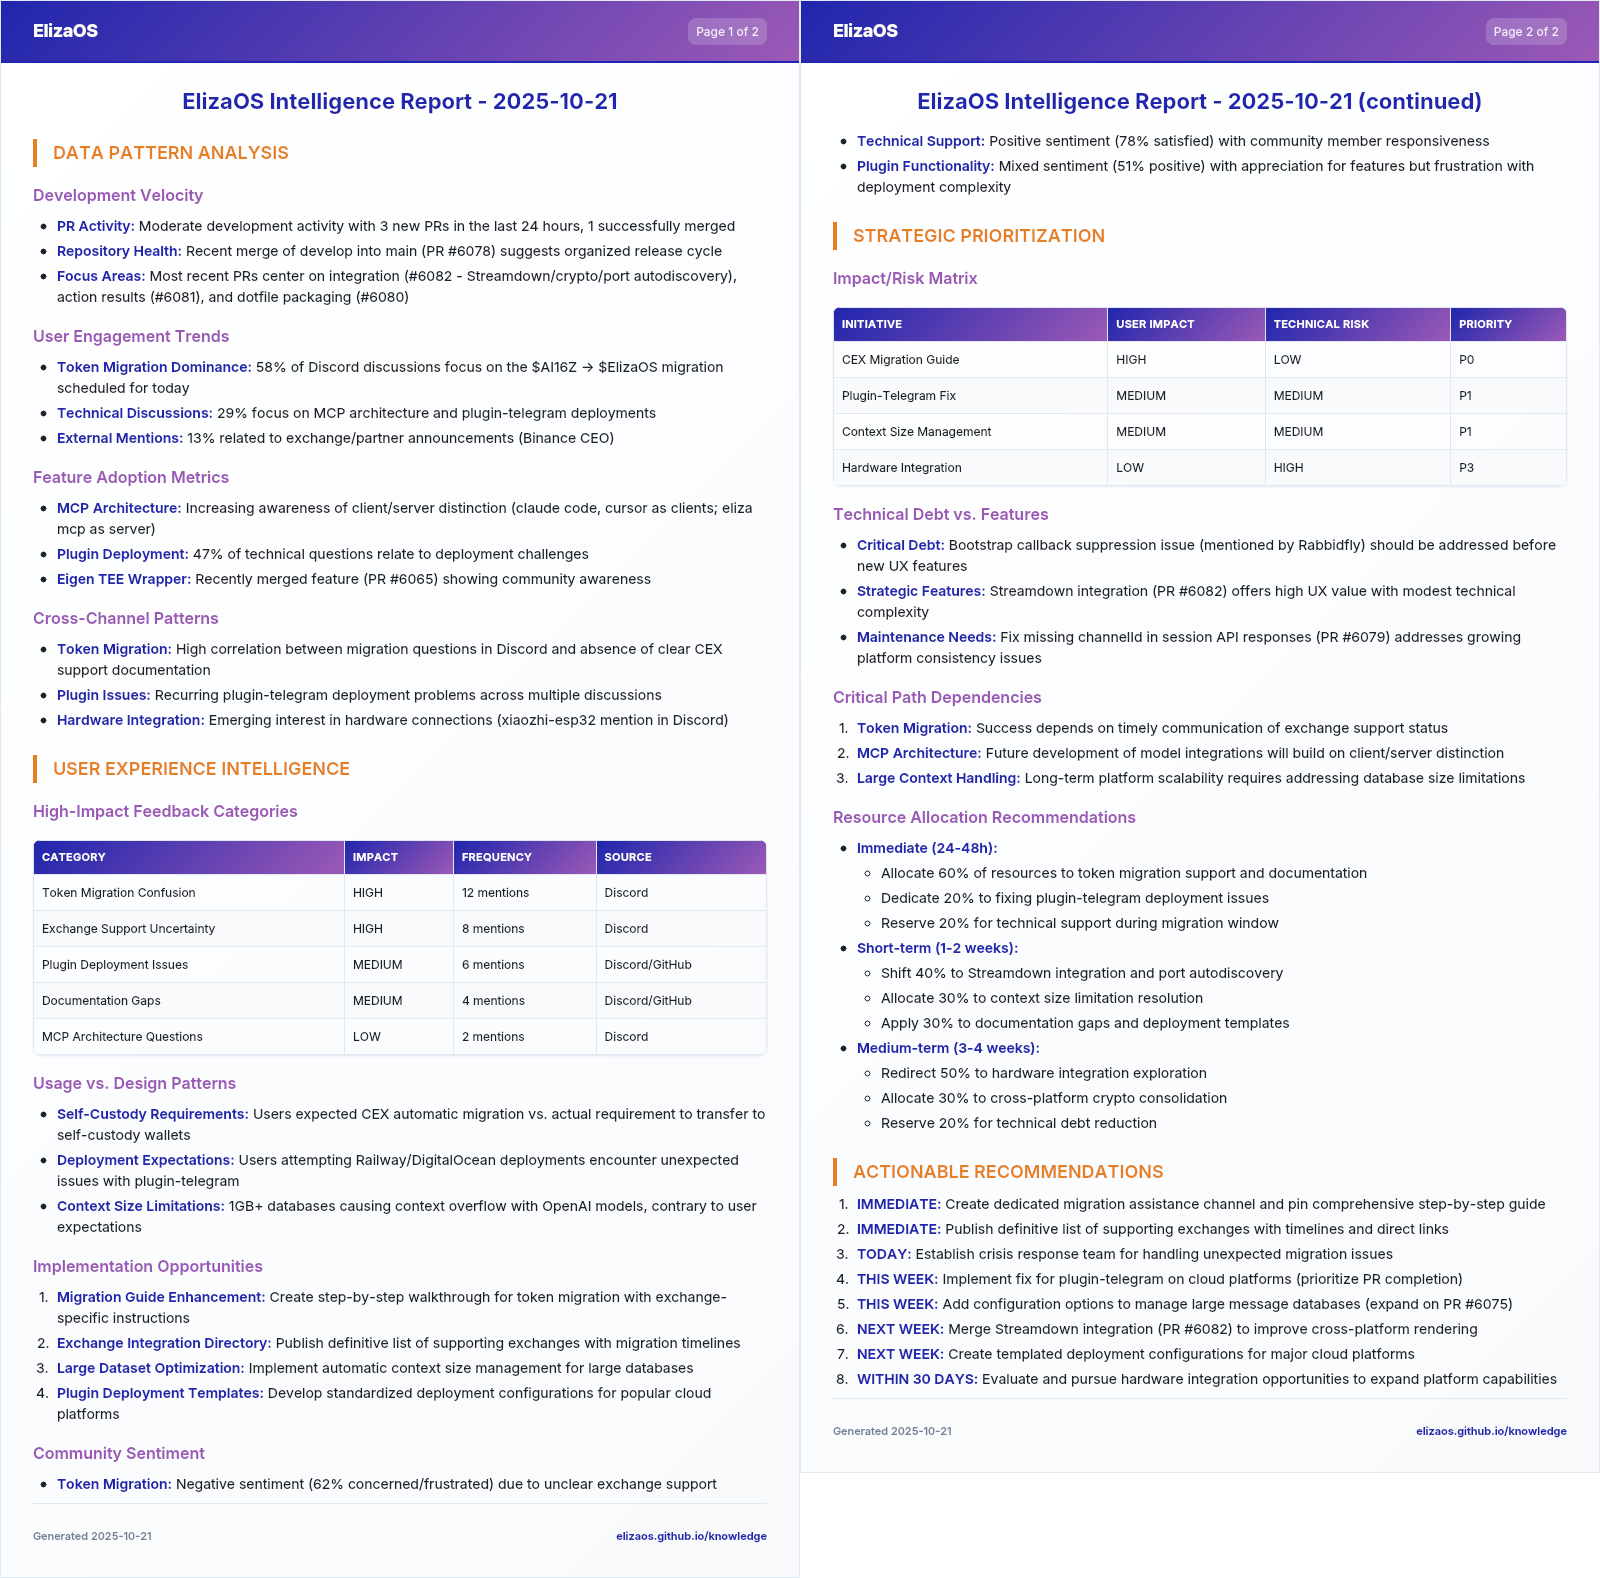 ElizaOS
Page 1 of 2
ElizaOS Intelligence Report - 2025-10-21
DATA PATTERN ANALYSIS
Development Velocity
• PR Activity: Moderate development activity with 3 new PRs in the last 24 hours, 1 successfully merged
• Repository Health: Recent merge of develop into main (PR #6078) suggests organized release cycle
• Focus Areas: Most recent PRs center on integration (#6082 - Streamdown/crypto/port autodiscovery),
action results (#6081), and dotfile packaging (#6080)
User Engagement Trends
• Token Migration Dominance: 58% of Discord discussions focus on the $AI16Z → $ElizaOS migration
scheduled for today
• Technical Discussions: 29% focus on MCP architecture and plugin-telegram deployments
• External Mentions: 13% related to exchange/partner announcements (Binance CEO)
Feature Adoption Metrics
• MCP Architecture: Increasing awareness of client/server distinction (claude code, cursor as clients; eliza
mcp as server)
• Plugin Deployment: 47% of technical questions relate to deployment challenges
• Eigen TEE Wrapper: Recently merged feature (PR #6065) showing community awareness
Cross-Channel Patterns
• Token Migration: High correlation between migration questions in Discord and absence of clear CEX
support documentation
• Plugin Issues: Recurring plugin-telegram deployment problems across multiple discussions
• Hardware Integration: Emerging interest in hardware connections (xiaozhi-esp32 mention in Discord)
USER EXPERIENCE INTELLIGENCE
High-Impact Feedback Categories
CATEGORY IMPACT FREQUENCY SOURCE
Token Migration Confusion HIGH 12 mentions Discord
Exchange Support Uncertainty HIGH 8 mentions Discord
Plugin Deployment Issues MEDIUM 6 mentions Discord/GitHub
Documentation Gaps MEDIUM 4 mentions Discord/GitHub
MCP Architecture Questions LOW 2 mentions Discord
Usage vs. Design Patterns
• Self-Custody Requirements: Users expected CEX automatic migration vs. actual requirement to transfer to
self-custody wallets
• Deployment Expectations: Users attempting Railway/DigitalOcean deployments encounter unexpected
issues with plugin-telegram
• Context Size Limitations: 1GB+ databases causing context overflow with OpenAI models, contrary to user
expectations
Implementation Opportunities
1. Migration Guide Enhancement: Create step-by-step walkthrough for token migration with exchange-
specific instructions
2. Exchange Integration Directory: Publish definitive list of supporting exchanges with migration timelines
3. Large Dataset Optimization: Implement automatic context size management for large databases
4. Plugin Deployment Templates: Develop standardized deployment configurations for popular cloud
platforms
Community Sentiment
• Token Migration: Negative sentiment (62% concerned/frustrated) due to unclear exchange support
Generated 2025-10-21
elizaos.github.io/knowledge
ElizaOS
Page 2 of 2
ElizaOS Intelligence Report - 2025-10-21 (continued)
• Technical Support: Positive sentiment (78% satisfied) with community member responsiveness
• Plugin Functionality: Mixed sentiment (51% positive) with appreciation for features but frustration with
deployment complexity
STRATEGIC PRIORITIZATION
Impact/Risk Matrix
INITIATIVE USER IMPACT TECHNICAL RISK PRIORITY
CEX Migration Guide HIGH LOW P0
Plugin-Telegram Fix MEDIUM MEDIUM P1
Context Size Management MEDIUM MEDIUM P1
Hardware Integration LOW HIGH P3
Technical Debt vs. Features
• Critical Debt: Bootstrap callback suppression issue (mentioned by Rabbidfly) should be addressed before
new UX features
• Strategic Features: Streamdown integration (PR #6082) offers high UX value with modest technical
complexity
• Maintenance Needs: Fix missing channelId in session API responses (PR #6079) addresses growing
platform consistency issues
Critical Path Dependencies
1. Token Migration: Success depends on timely communication of exchange support status
2. MCP Architecture: Future development of model integrations will build on client/server distinction
3. Large Context Handling: Long-term platform scalability requires addressing database size limitations
Resource Allocation Recommendations
• Immediate (24-48h):
◦ Allocate 60% of resources to token migration support and documentation
◦ Dedicate 20% to fixing plugin-telegram deployment issues
◦ Reserve 20% for technical support during migration window
• Short-term (1-2 weeks):
◦ Shift 40% to Streamdown integration and port autodiscovery
◦ Allocate 30% to context size limitation resolution
◦ Apply 30% to documentation gaps and deployment templates
• Medium-term (3-4 weeks):
◦ Redirect 50% to hardware integration exploration
◦ Allocate 30% to cross-platform crypto consolidation
◦ Reserve 20% for technical debt reduction
ACTIONABLE RECOMMENDATIONS
1. IMMEDIATE: Create dedicated migration assistance channel and pin comprehensive step-by-step guide
2. IMMEDIATE: Publish definitive list of supporting exchanges with timelines and direct links
3. TODAY: Establish crisis response team for handling unexpected migration issues
4. THIS WEEK: Implement fix for plugin-telegram on cloud platforms (prioritize PR completion)
5. THIS WEEK: Add configuration options to manage large message databases (expand on PR #6075)
6. NEXT WEEK: Merge Streamdown integration (PR #6082) to improve cross-platform rendering
7. NEXT WEEK: Create templated deployment configurations for major cloud platforms
8. WITHIN 30 DAYS: Evaluate and pursue hardware integration opportunities to expand platform capabilities
Generated 2025-10-21
elizaos.github.io/knowledge